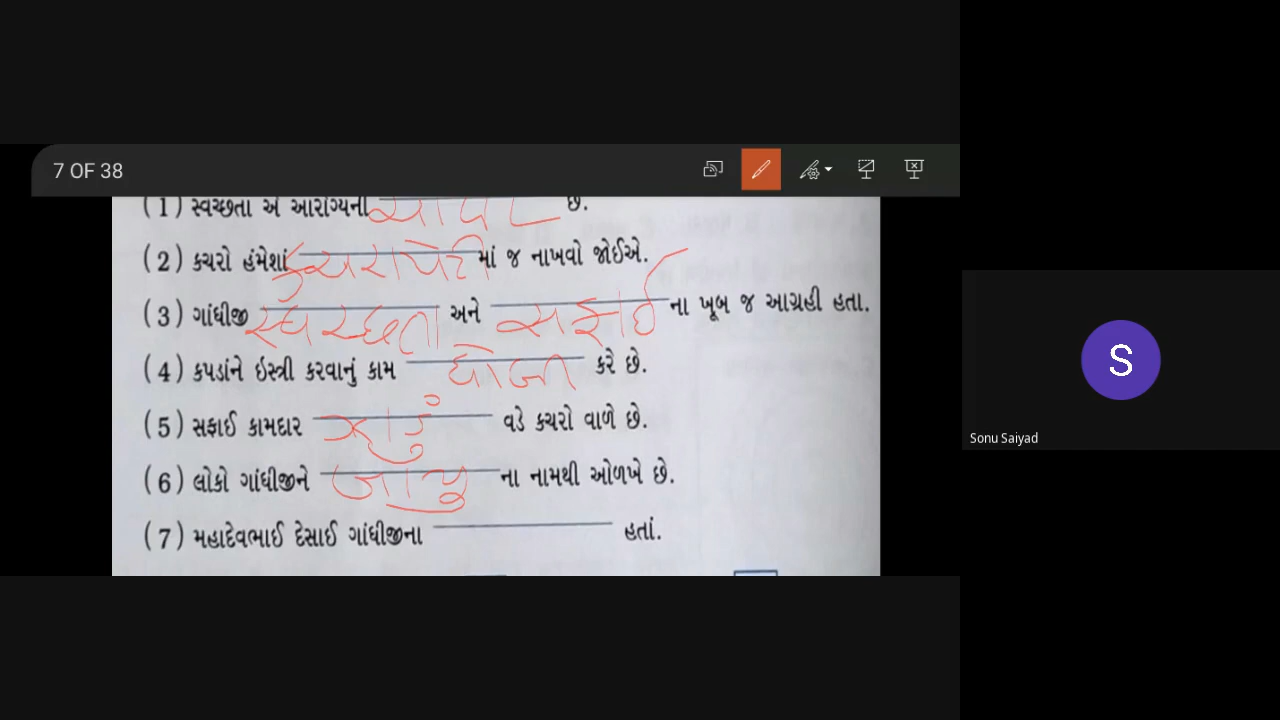 7 OF 38
(1) સ્વચ્છતા એ આરોગ્યની ચાવી છે.
(2) કચરો હંમેશાં કચરાપેટી માં જ નાખવો જોઈએ.
(3) ગાંધીજી સ્વચ્છતા અને સફાઈ ના ખૂબ જ આગ્રહી હતા.
(4) કપડાંને ઇસ્ત્રી કરવાનું કામ ધોબી કરે છે.
(5) સફાઈ કામદાર ઝાડું વડે કચરો વાળે છે.
(6) લોકો ગાંધીજીને બાપુ ના નામથી ઓળખે છે.
(7) મહાદેવભાઈ દેસાઈ ગાંધીજીના હતાં.
S
Sonu Saiyad